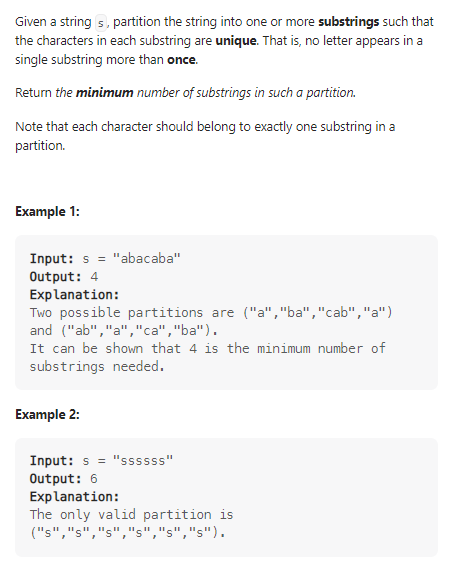 Given a string s, partition the string into one or more substrings such that
the characters in each substring are unique. That is, no letter appears in a
single substring more than once.
Return the minimum number of substrings in such a partition.
Note that each character should belong to exactly one substring in a
partition.
Example 1:
Input: s = "abacaba"
Output: 4
Explanation:
Two possible partitions are ("a","ba","cab","a")
and ("ab","a","ca","ba").
It can be shown that 4 is the minimum number of
substrings needed.
Example 2:
Input: s = "ssssss"
Output: 6
Explanation:
The only valid partition is
("s","s","s","s","s","s").